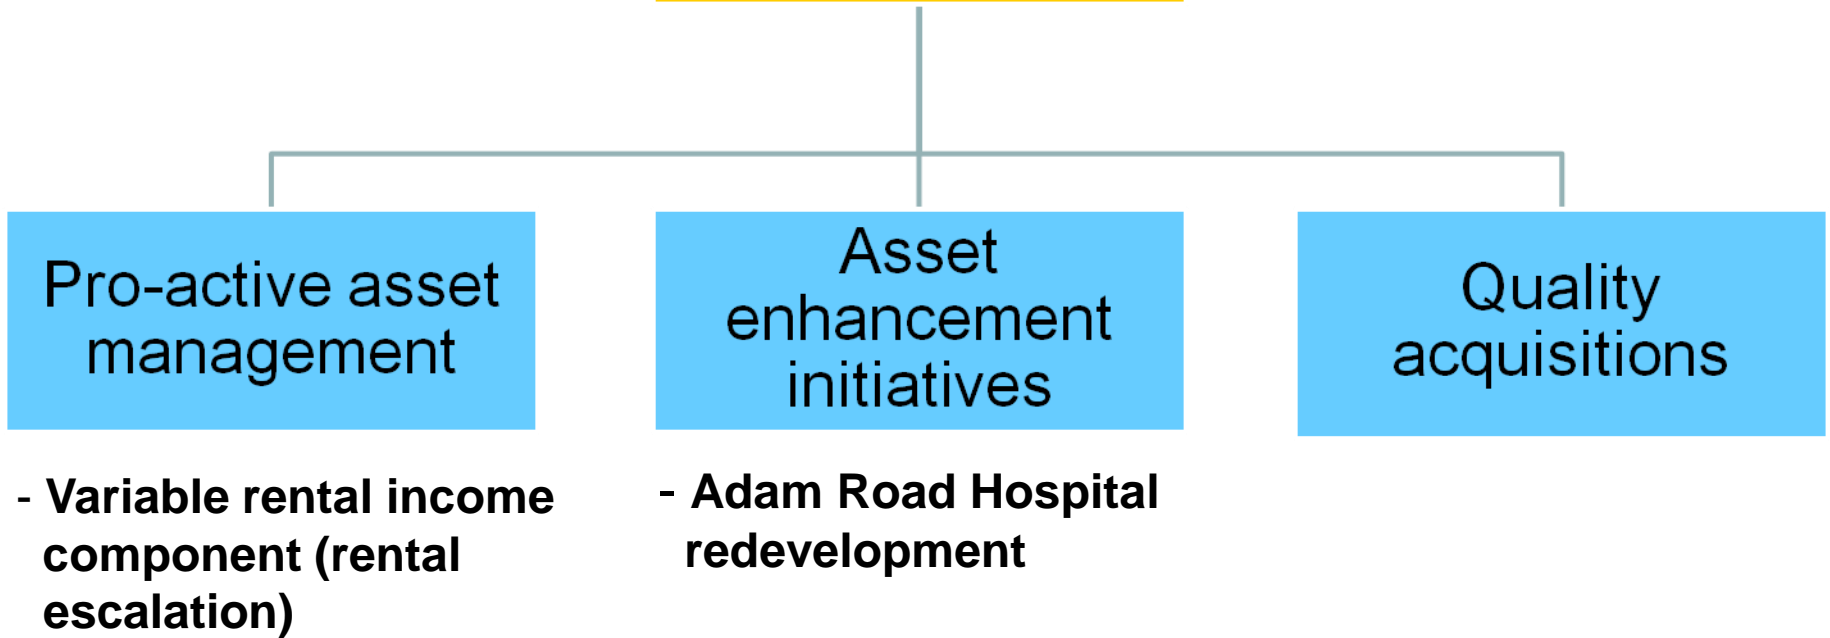 Pro-active asset
management
Asset
enhancement
initiatives
Quality
acquisitions
- Variable rental income
component (rental
escalation)
- Adam Road Hospital
redevelopment